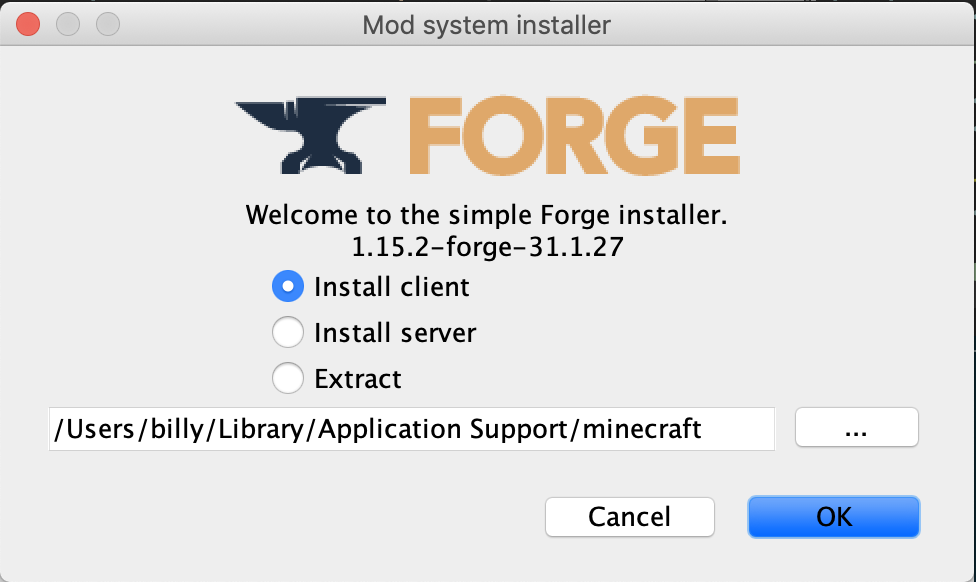 Mod system installer
FORGE
Welcome to the simple Forge installer.
1.15.2-forge-31.1.27
Install client
Install server
Extract
/Users/billy/Library/Application Support/minecraft
...
Cancel
OK